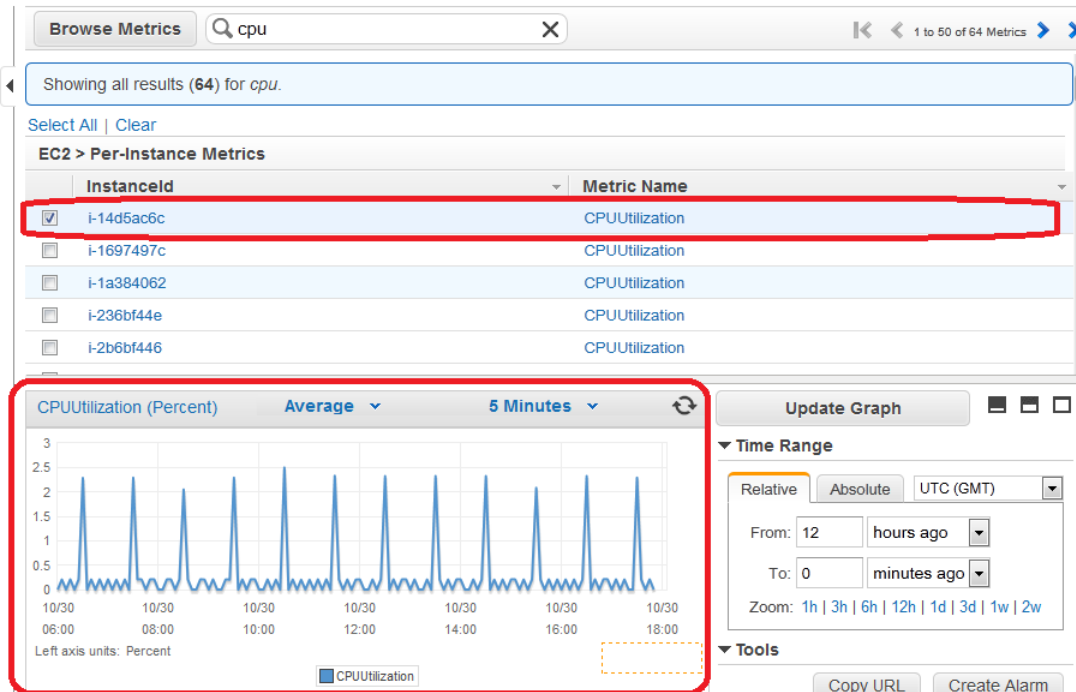 Browse Metrics cpu 1 to 50 of 64 Metrics
Showing all results (64) for cpu.
Select All | Clear
EC2 > Per-Instance Metrics
InstanceId Metric Name
i-14d5ac6c CPUUtilization
i-1697497c CPUUtilization
i-1a384062 CPUUtilization
i-236bf44e CPUUtilization
i-2b6bf446 CPUUtilization
CPUUtilization (Percent) Average 5 Minutes
3
2.5
2
1.5
1
0.5
0
10/30 10/30 10/30 10/30 10/30 10/30 10/30
06:00 08:00 10:00 12:00 14:00 16:00 18:00
Left axis units: Percent
CPUUtilization
Update Graph
Time Range
Relative Absolute UTC (GMT)
From: 12 hours ago
To: 0 minutes ago
Zoom: 1h | 3h | 6h | 12h | 1d | 3d | 1w | 2w
Tools
Copy URL Create Alarm